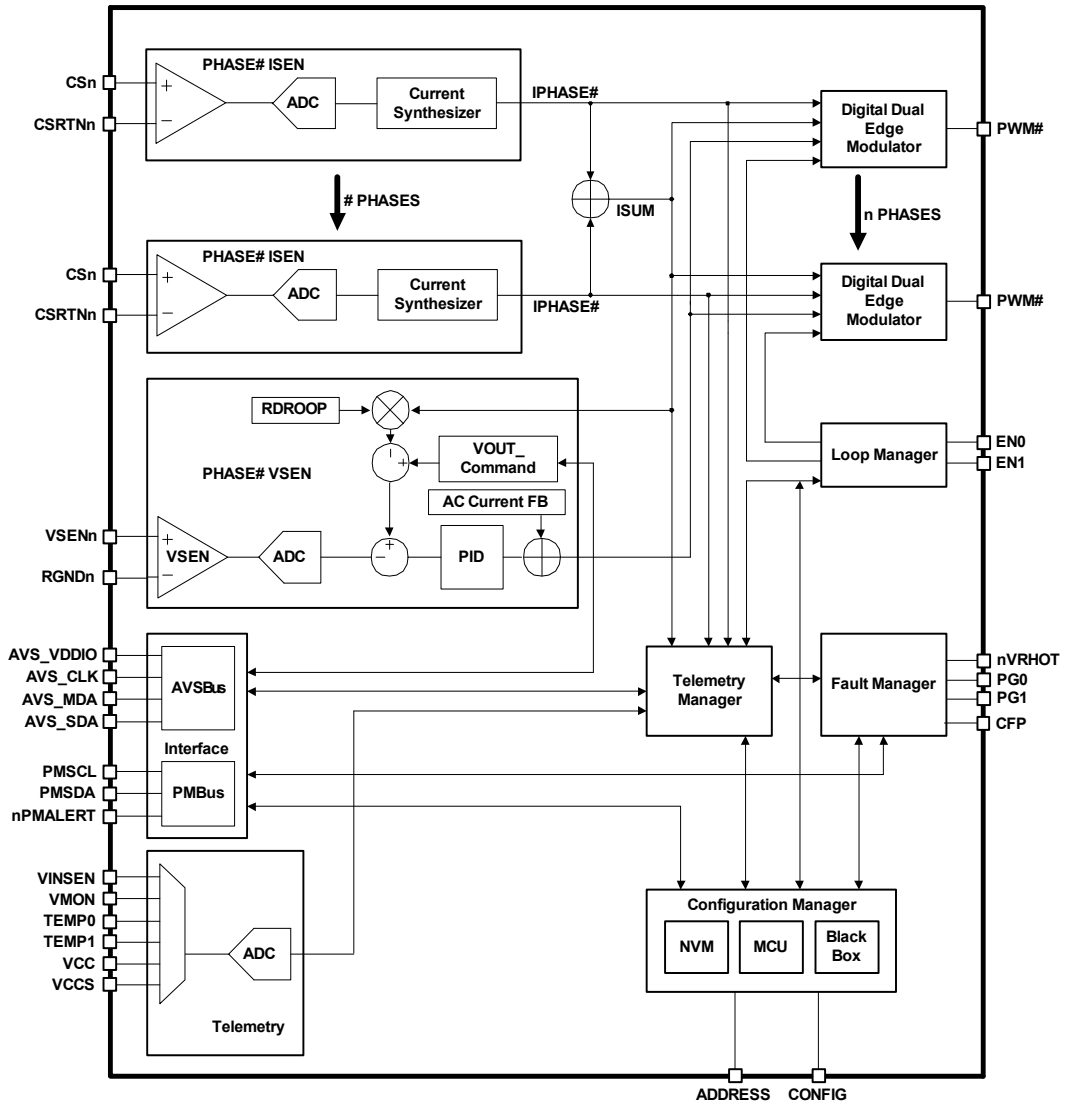 PHASE# ISEN
CSn
CSRTNn
+
−
ADC
Current
Synthesizer
IPHASE#
Digital Dual
Edge
Modulator
PWM#
# PHASES
ISUM
n PHASES
PHASE# ISEN
CSn
CSRTNn
+
−
ADC
Current
Synthesizer
IPHASE#
Digital Dual
Edge
Modulator
PWM#
RDROOP
PHASE# VSEN
−
+
VOUT_
Command
AC Current FB
VSENn
RGNDn
+
−
VSEN
ADC
+
−
PID
Loop Manager
EN0
EN1
AVS_VDDIO
AVS_CLK
AVS_MDA
AVS_SDA
AVSBus
Interface
PMSCL
PMSDA
nPMALERT
PMBus
Telemetry
Manager
Fault Manager
nVRHOT
PG0
PG1
CFP
VINSEN
VMON
TEMP0
TEMP1
VCC
VCCS
ADC
Telemetry
Configuration Manager
NVM
MCU
Black
Box
ADDRESS
CONFIG